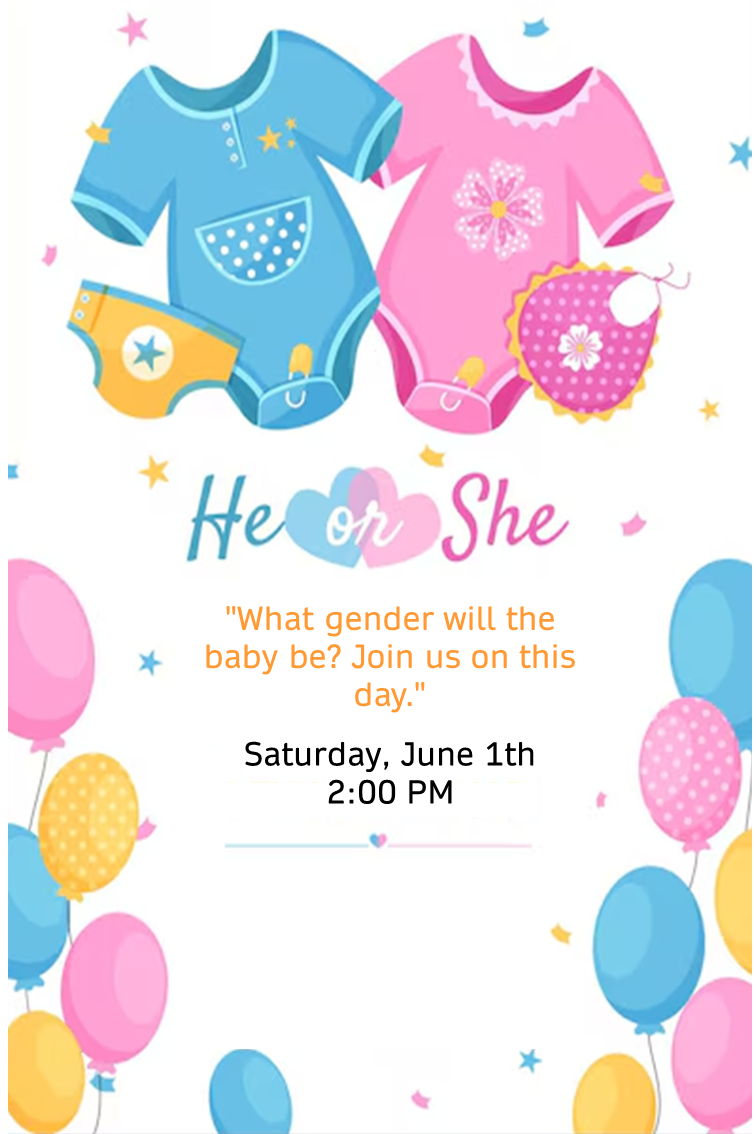 He or She
"What gender will the
baby be? Join us on this
day."
Saturday, June 1th
2:00 PM